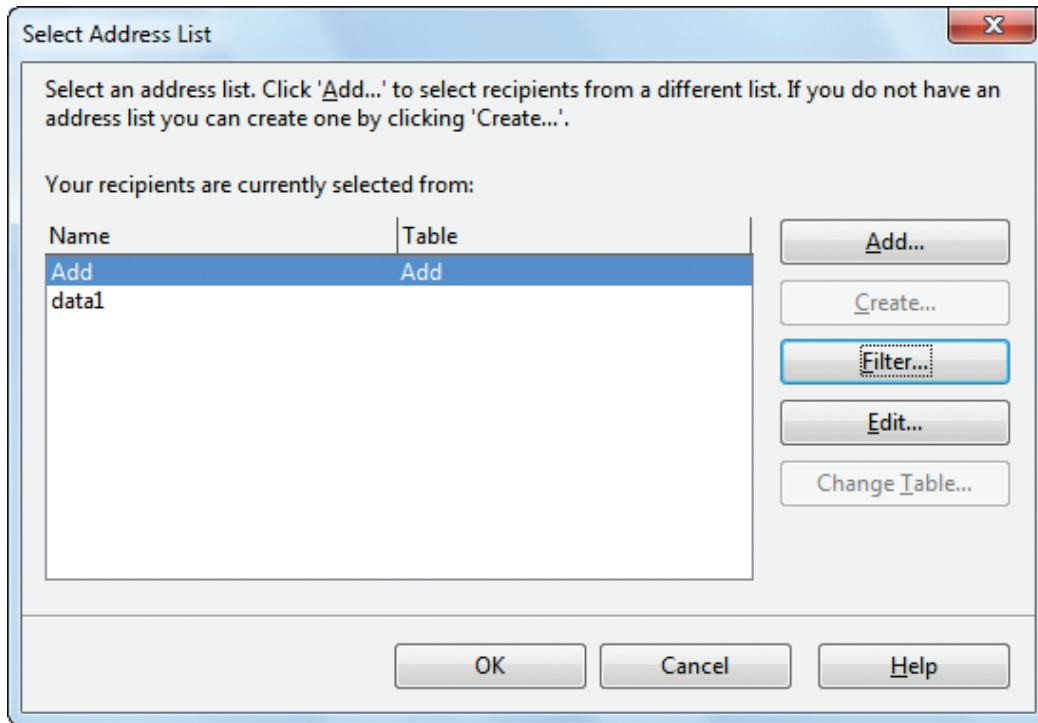 Select Address List
Select an address list. Click 'Add...' to select recipients from a different list. If you do not have an
address list you can create one by clicking 'Create...'.
Your recipients are currently selected from:
Name Table
Add Add
data1
Add...
Create...
Filter...
Edit...
Change Table...
OK Cancel Help